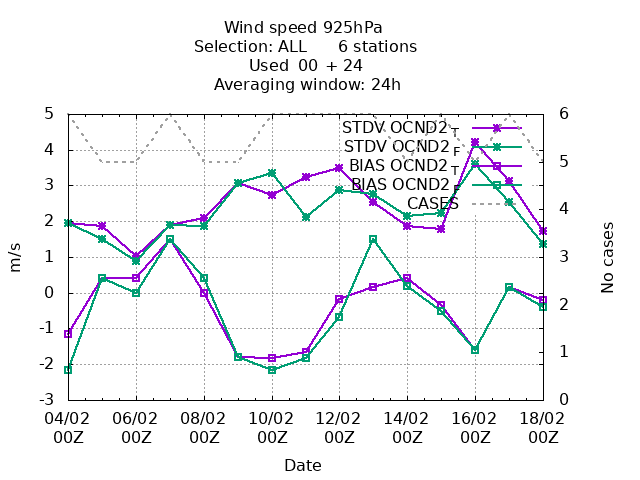 Wind speed 925hPa
Selection: ALL 6 stations
Used 00 + 24
Averaging window: 24h
5 6
STDV OCND2_T
4
STDV OCND2_F
5
BIAS OCND2_T
3
BIAS OCND2_F
CASES
4
2
m/s
1 3
No cases
0
2
-1
-2 1
-3 0
04/02 06/02 08/02 10/02 12/02 14/02 16/02 18/02
00Z 00Z 00Z 00Z 00Z 00Z 00Z 00Z
Date